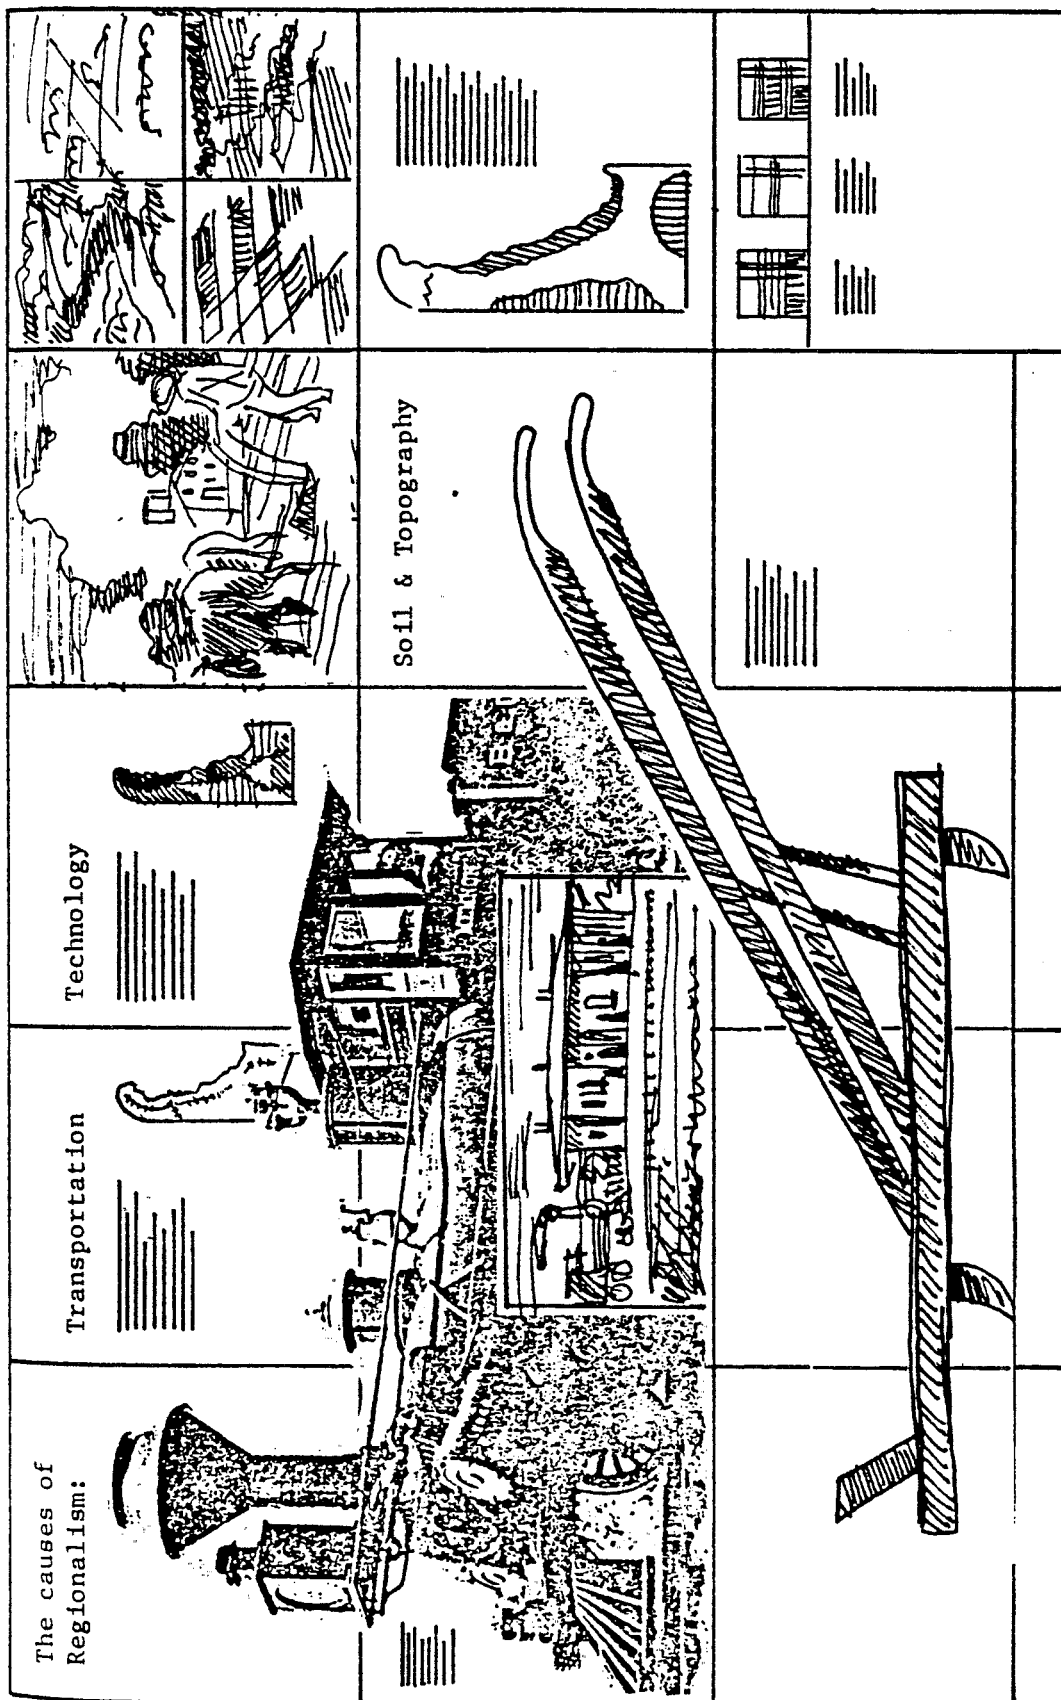 The causes of
Regionalism:
Transportation
Technology
Soil & Topography